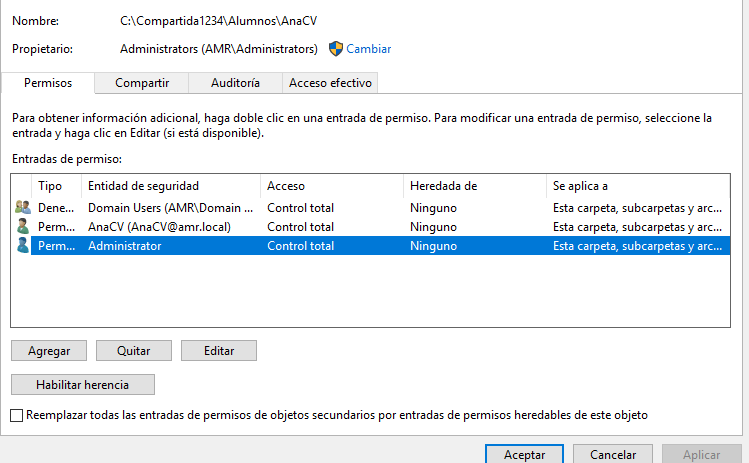 Nombre: C:\Compartida1234\Alumnos\AnaCV
Propietario: Administrators (AMR\Administrators) Cambiar
Permisos Compartir Auditoría Acceso efectivo
Para obtener información adicional, haga doble clic en una entrada de permiso. Para modificar una entrada de permiso, seleccione la
entrada y haga clic en Editar (si está disponible).
Entradas de permiso:
Tipo Entidad de seguridad Acceso Heredada de Se aplica a
Dene... Domain Users (AMR\Domain ... Control total Ninguno Esta carpeta, subcarpetas y arc...
Perm... AnaCV (AnaCV@amr.local) Control total Ninguno Esta carpeta, subcarpetas y arc...
Perm... Administrator Control total Ninguno Esta carpeta, subcarpetas y arc...
Agregar Quitar Editar
Habilitar herencia
Reemplazar todas las entradas de permisos de objetos secundarios por entradas de permisos heredables de este objeto
Aceptar Cancelar Aplicar